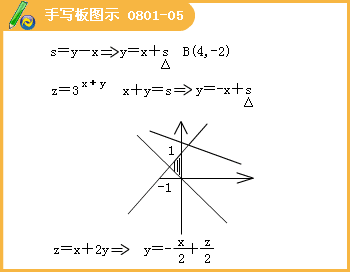 手写板图示 0801-05
s=y-x⇒y=x+s B(4,-2)
△
z=3^{x+y} x+y=s⇒y=-x+s
△
1
-1
z=x+2y⇒ y=-x/2+z/2